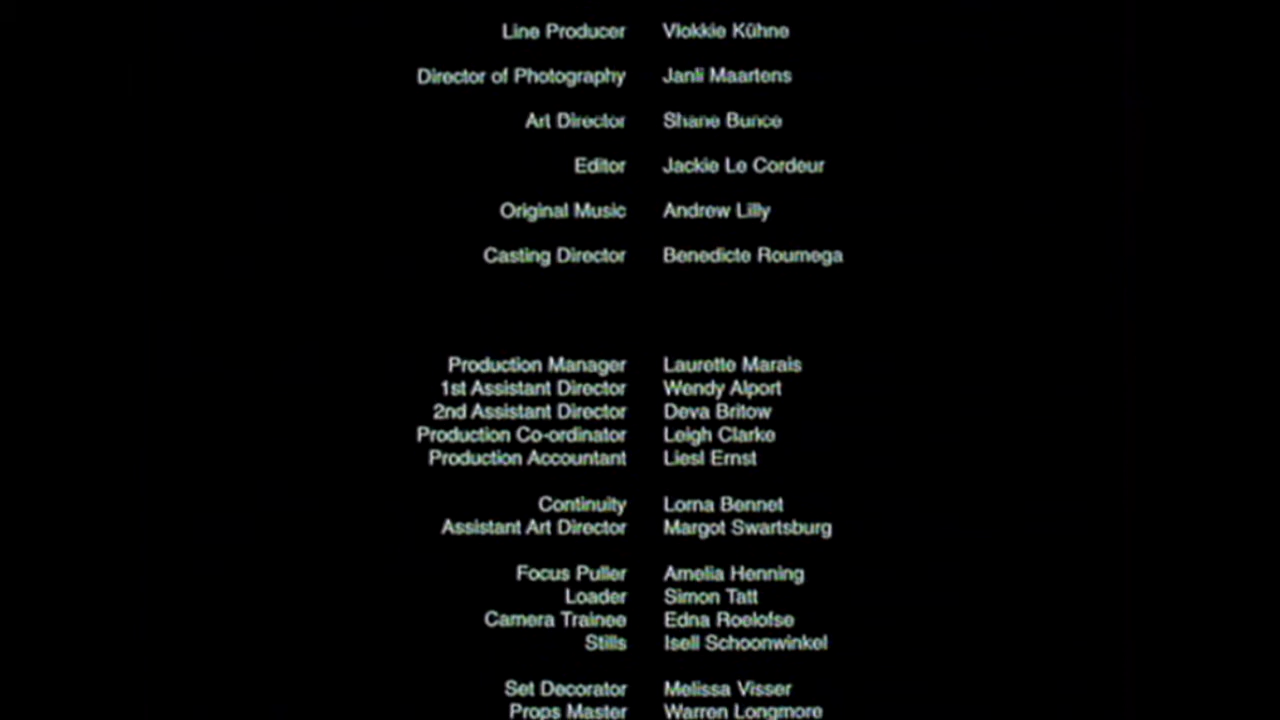 Line Producer Vlokkie Kühne
Director of Photography Janli Maartens
Art Director Shane Bunce
Editor Jackie Le Cordeur
Original Music Andrew Lilly
Casting Director Benedicte Roumega
Production Manager Laurette Marais
1st Assistant Director Wendy Alport
2nd Assistant Director Deva Britow
Production Co-ordinator Leigh Clarke
Production Accountant Liesl Ernst
Continuity Lorna Bennet
Assistant Art Director Margot Swartsburg
Focus Puller Amelia Henning
Loader Simon Tatt
Camera Trainee Edna Roelofse
Stills Isell Schoonwinkel
Set Decorator Melissa Visser
Props Master Warren Longmore